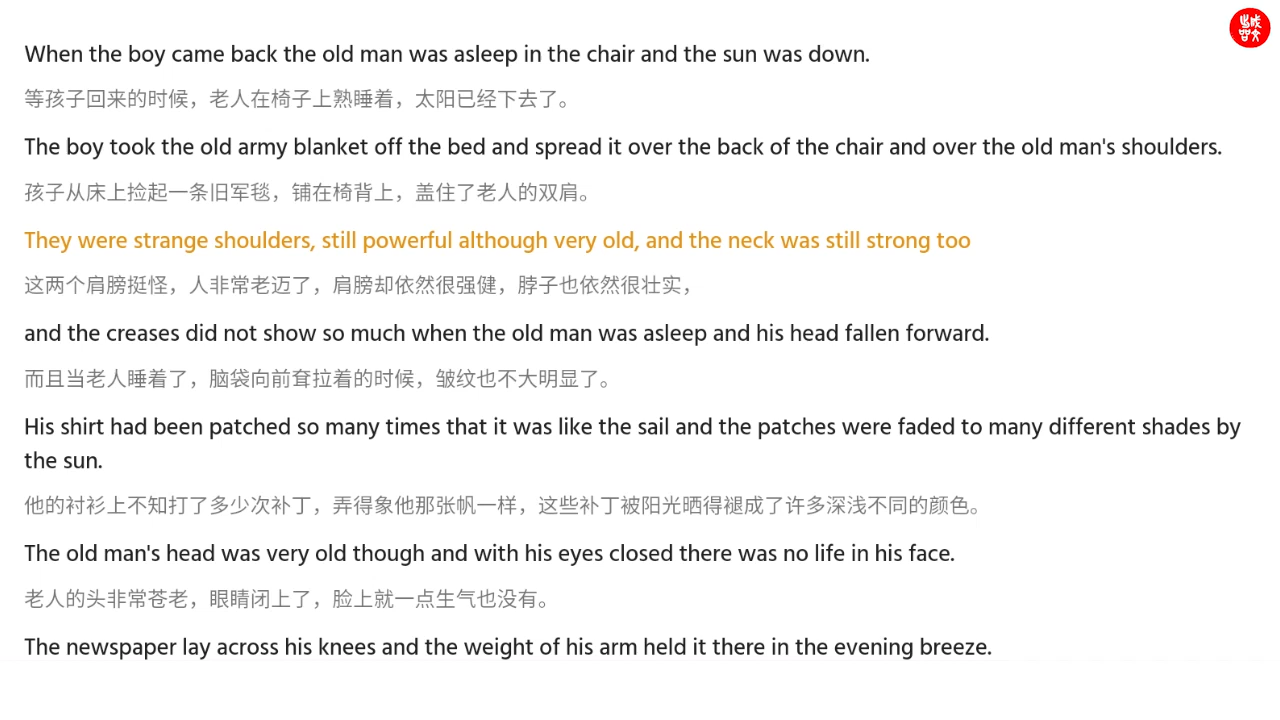 When the boy came back the old man was asleep in the chair and the sun was down.
等孩子回来的时候，老人在椅子上熟睡着，太阳已经下去了。
The boy took the old army blanket off the bed and spread it over the back of the chair and over the old man's shoulders.
孩子从床上捡起一条旧军毯，铺在椅背上，盖住了老人的双肩。
They were strange shoulders, still powerful although very old, and the neck was still strong too
这两个肩膀挺怪，人非常老迈了，肩膀却依然很强健，脖子也依然很壮实，
and the creases did not show so much when the old man was asleep and his head fallen forward.
而且当老人睡着了，脑袋向前耷拉着的时候，皱纹也不大明显了。
His shirt had been patched so many times that it was like the sail and the patches were faded to many different shades by
the sun.
他的衬衫上不知打了多少次补丁，弄得象他那张帆一样，这些补丁被阳光晒得褪成了许多深浅不同的颜色。
The old man's head was very old though and with his eyes closed there was no life in his face.
老人的头非常苍老，眼睛闭上了，脸上就一点生气也没有。
The newspaper lay across his knees and the weight of his arm held it there in the evening breeze.